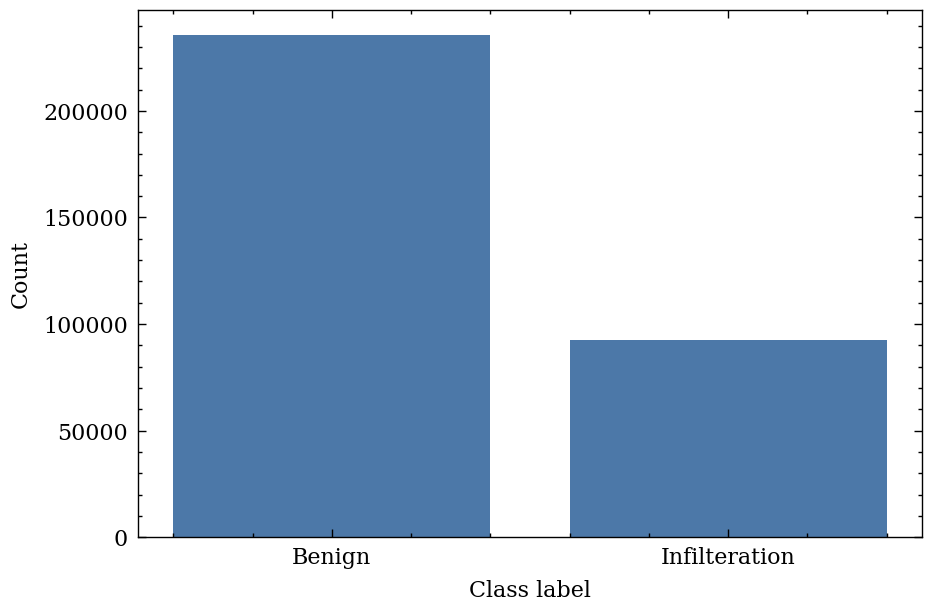 200000
150000
100000
50000
0
Count
Benign
Infilteration
Class label